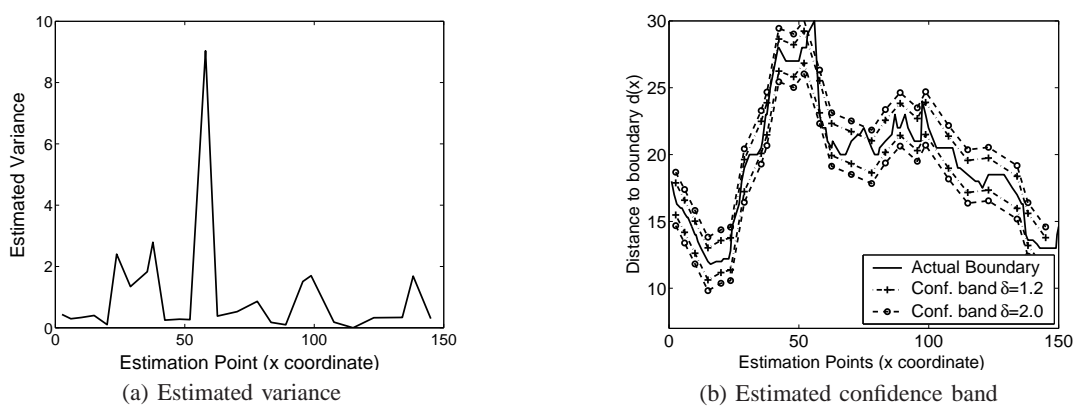 10
8
6
4
2
0
0
50
100
150
Estimated Variance
Estimation Point (x coordinate)
(a) Estimated variance
30
25
20
15
10
0
50
100
150
Distance to boundary d(x)
Actual Boundary
Conf. band δ=1.2
Conf. band δ=2.0
Estimation Points (x coordinate)
(b) Estimated confidence band